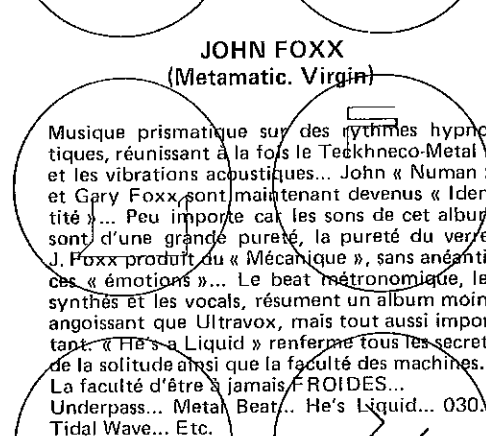 JOHN FOXX
(Metamatic. Virgin)
Musique prismatique sur des rythmes hypno
tiques, réunissant à la fois le Teckhneco-Metal
et les vibrations acoustiques... John « Numan
et Gary Foxx sont maintenant devenus « Iden
tité »... Peu importe car les sons de cet albur
sont d'une grande pureté, la pureté du verre
J. Foxx produit du « Mécanique », sans anéanti
ces « émotions »... Le beat métronomique, le
synthés et les vocals, résument un album moin
angoissant que Ultravox, mais tout aussi impor
tant. « He's a Liquid » renferme tous les secret
de la solitude ainsi que la faculté des machines.
La faculté d'être à jamais FROIDES...
Underpass... Metal Beat... He's Liquid... 030.
Tidal Wave... Etc.